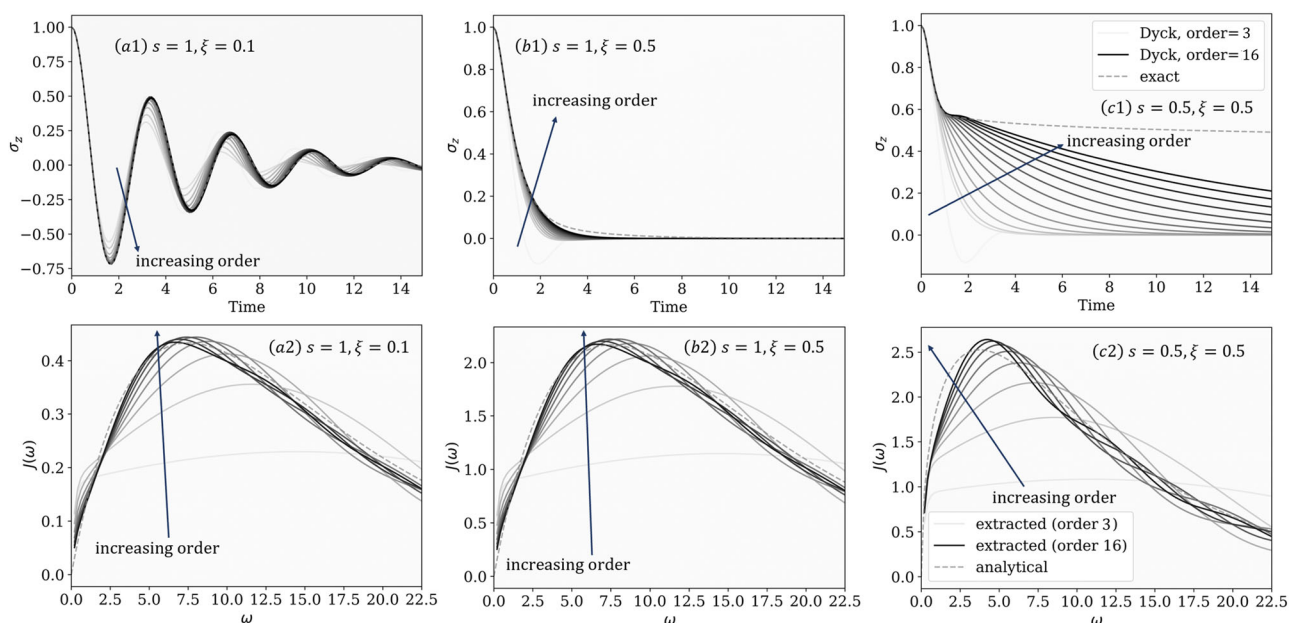 (a1) s = 1, ξ = 0.1
increasing order
σz
1.00
0.75
0.50
0.25
0.00
−0.25
−0.50
−0.75
0 2 4 6 8 10 12 14
Time
(b1) s = 1, ξ = 0.5
increasing order
σz
1.0
0.8
0.6
0.4
0.2
0.0
0 2 4 6 8 10 12 14
Time
Dyck, order= 3
Dyck, order= 16
exact
(c1) s = 0.5, ξ = 0.5
increasing order
σz
1.0
0.8
0.6
0.4
0.2
0.0
0 2 4 6 8 10 12 14
Time
(a2) s = 1, ξ = 0.1
increasing order
J(ω)
0.4
0.3
0.2
0.1
0.0
0.0 2.5 5.0 7.5 10.0 12.5 15.0 17.5 20.0 22.5
ω
(b2) s = 1, ξ = 0.5
increasing order
J(ω)
2.0
1.5
1.0
0.5
0.0
0.0 2.5 5.0 7.5 10.0 12.5 15.0 17.5 20.0 22.5
ω
(c2) s = 0.5, ξ = 0.5
increasing order
extracted (order 3)
extracted (order 16)
analytical
J(ω)
2.5
2.0
1.5
1.0
0.5
0.0
0.0 2.5 5.0 7.5 10.0 12.5 15.0 17.5 20.0 22.5
ω